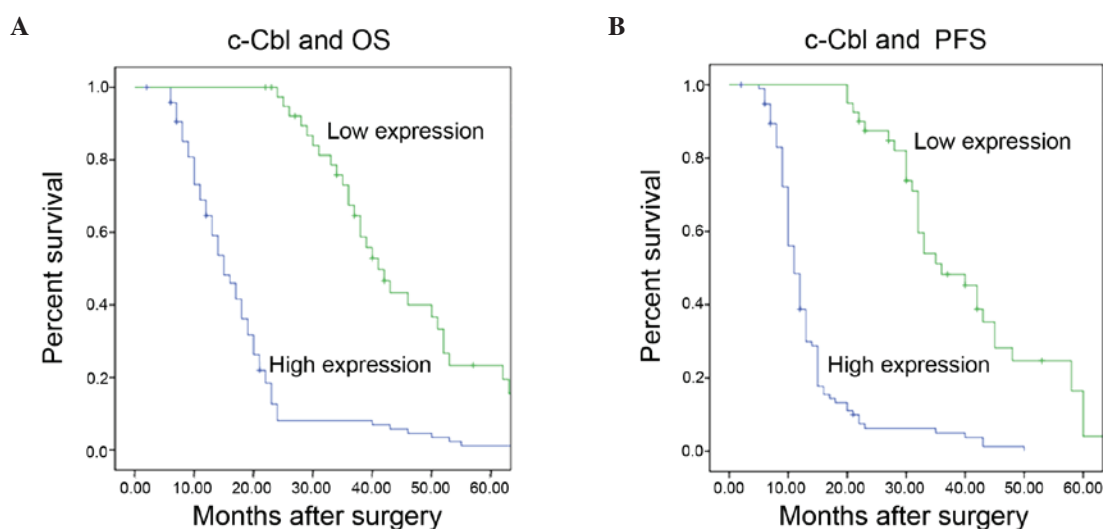 A
c-Cbl and OS
Percent survival
1.0
0.8
0.6
0.4
0.2
0.0
Low expression
High expression
0.00 10.00 20.00 30.00 40.00 50.00 60.00
Months after surgery
B
c-Cbl and PFS
Percent survival
1.0
0.8
0.6
0.4
0.2
0.0
Low expression
High expression
0.00 10.00 20.00 30.00 40.00 50.00 60.00
Months after surgery